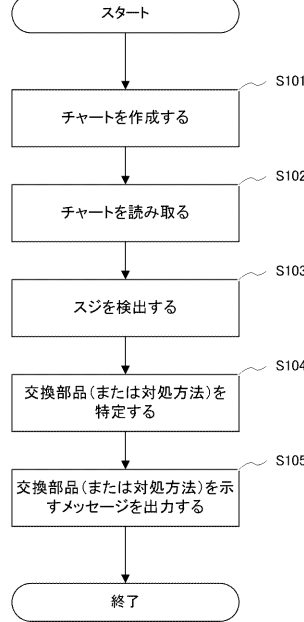 スタート
S101
チャートを作成する
S102
チャートを読み取る
S103
スジを検出する
S104
交換部品(または対処方法)を
特定する
S105
交換部品(または対処方法)を示
すメッセージを出力する
終了